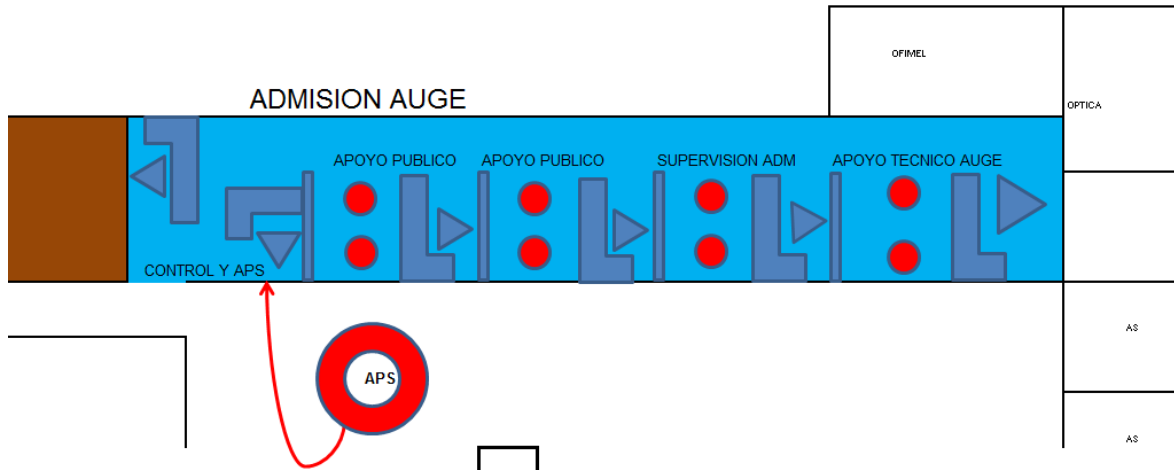 OFIMEL
ADMISION AUGE
OPTICA
APOYO PUBLICO
APOYO PUBLICO
SUPERVISION ADM
APOYO TECNICO AUGE
CONTROL Y APS
AS
APS
AS